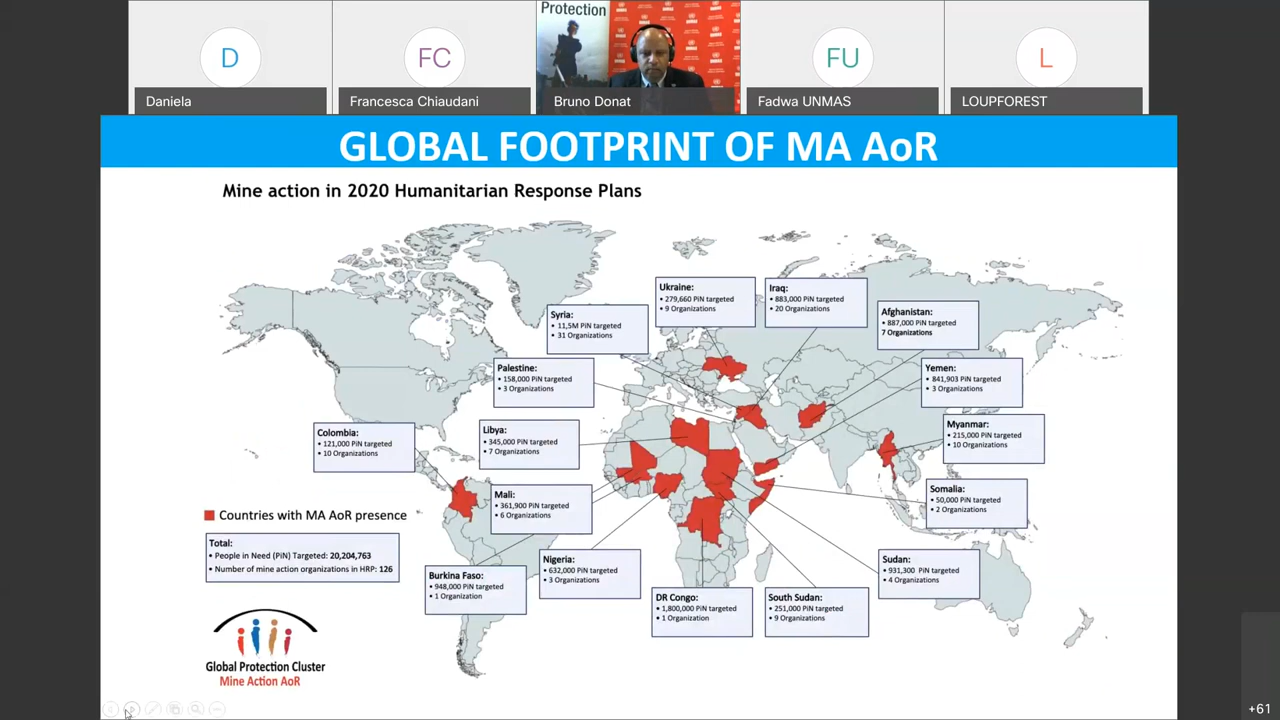 D
FC
Protection
FU
L
Daniela
Francesca Chiaudani
Bruno Donat
Fadwa UNMAS
LOUPFOREST
GLOBAL FOOTPRINT OF MA AoR
Mine action in 2020 Humanitarian Response Plans
Ukraine:
• 279,660 PiN targeted
• 9 Organizations
Iraq:
• 883,000 PiN targeted
• 20 Organizations
Syria:
• 11,5M PiN targeted
• 31 Organizations
Afghanistan:
• 887,000 PiN targeted
7 Organizations
Palestine:
• 158,000 PiN targeted
• 3 Organizations
Yemen:
• 841,903 PiN targeted
• 3 Organizations
Colombia:
• 121,000 PiN targeted
• 10 Organizations
Libya:
• 345,000 PiN targeted
• 7 Organizations
Myanmar:
• 215,000 PiN targeted
• 10 Organizations
Mali:
• 361,900 PiN targeted
• 6 Organizations
Somalia:
• 50,000 PiN targeted
• 2 Organizations
Countries with MA AoR presence
Total:
• People in Need (PiN) Targeted: 20,204,763
• Number of mine action organizations in HRP: 126
Burkina Faso:
• 948,000 PiN targeted
• 1 Organization
Nigeria:
• 632,000 PiN targeted
• 3 Organizations
DR Congo:
• 1,800,000 PiN targeted
• 1 Organization
South Sudan:
• 251,000 PiN targeted
• 9 Organizations
Sudan:
• 931,300 PiN targeted
• 4 Organizations
Global Protection Cluster
Mine Action AoR
+61